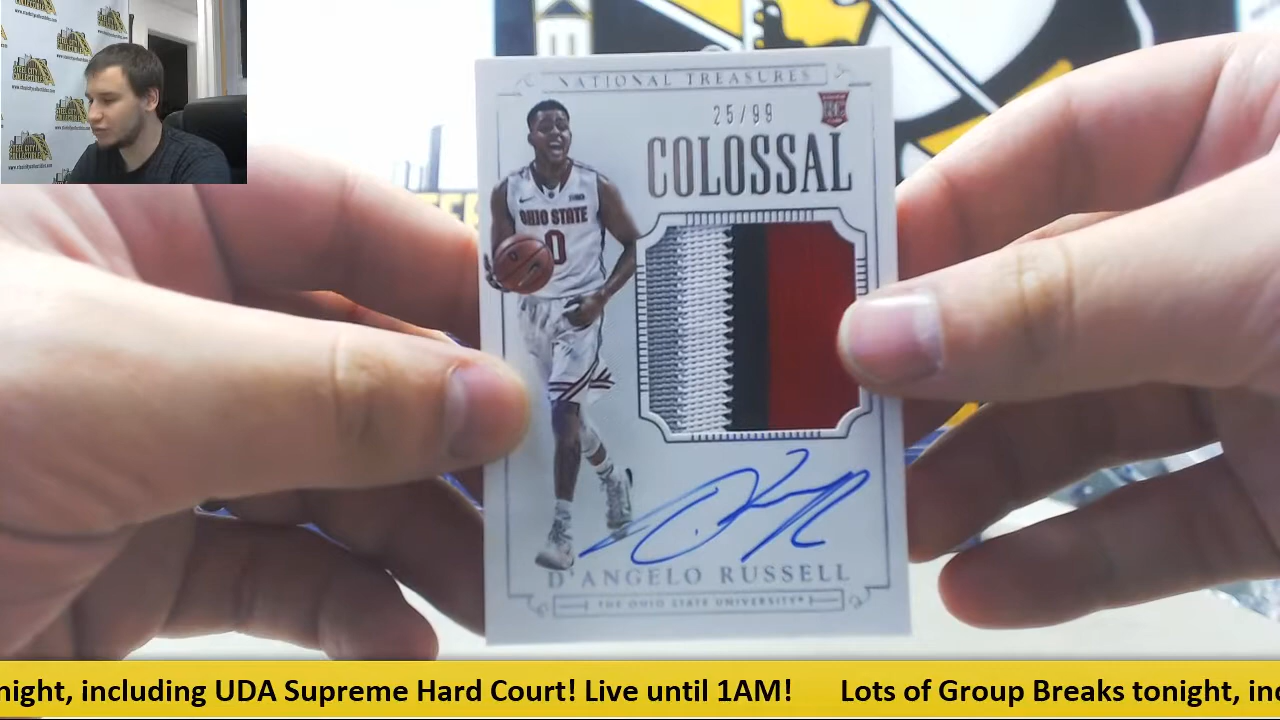 NATIONAL TREASURES
25/99
RC
COLOSSAL
OHIO STATE
0
D'ANGELO RUSSELL
THE OHIO STATE UNIVERSITY
night, including UDA Supreme Hard Court! Live until 1AM!
Lots of Group Breaks tonight, inc